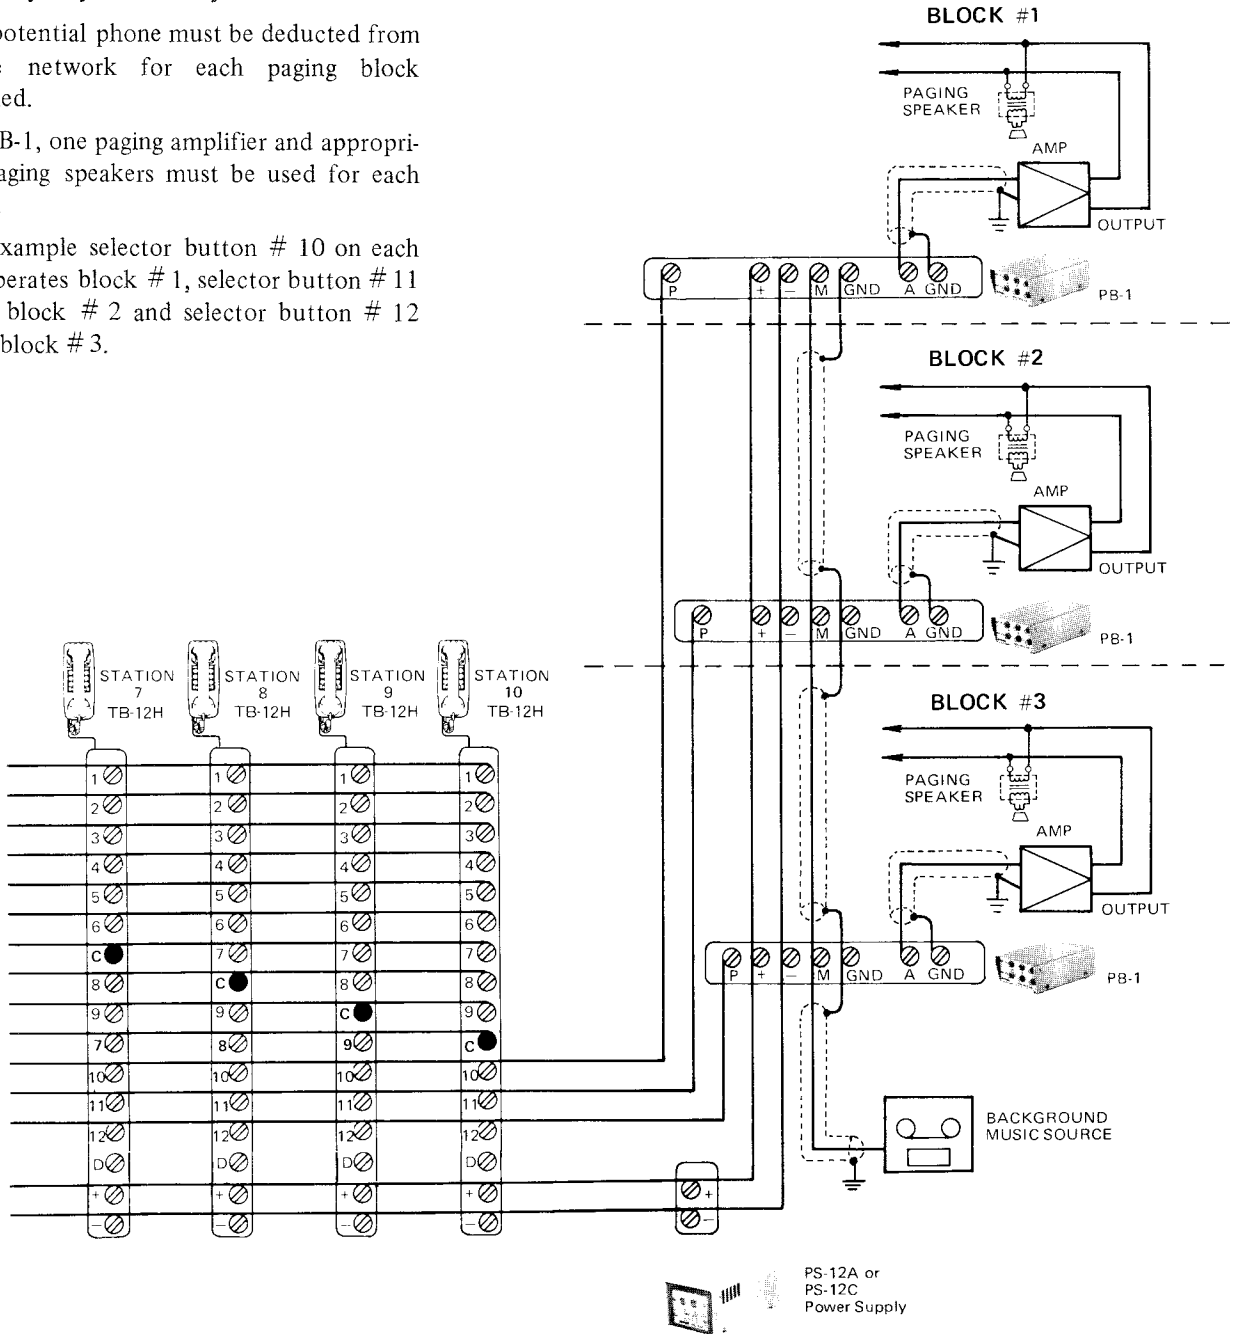 potential phone must be deducted from
network for each paging block
ed.
B-1, one paging amplifier and appropri-
aging speakers must be used for each
xample selector button # 10 on each
perates block # 1, selector button # 11
block # 2 and selector button # 12
block # 3.
BLOCK #1
PAGING
SPEAKER
AMP
OUTPUT
P + − M GND A GND
PB-1
BLOCK #2
PAGING
SPEAKER
AMP
OUTPUT
P + − M GND A GND
PB-1
BLOCK #3
PAGING
SPEAKER
AMP
OUTPUT
P + − M GND A GND
PB-1
STATION
7
TB-12H
STATION
8
TB-12H
STATION
9
TB-12H
STATION
10
TB-12H
1 1 1 1
2 2 2 2
3 3 3 3
4 4 4 4
5 5 5 5
6 6 6 6
C 7 7 7
8 C 8 8
9 9 C 9
7 8 9 C
10 10 10 10
11 11 11 11
12 12 12 12
D D D D
+ + + +
− − − −
+
−
BACKGROUND
MUSIC SOURCE
PS-12A or
PS-12C
Power Supply